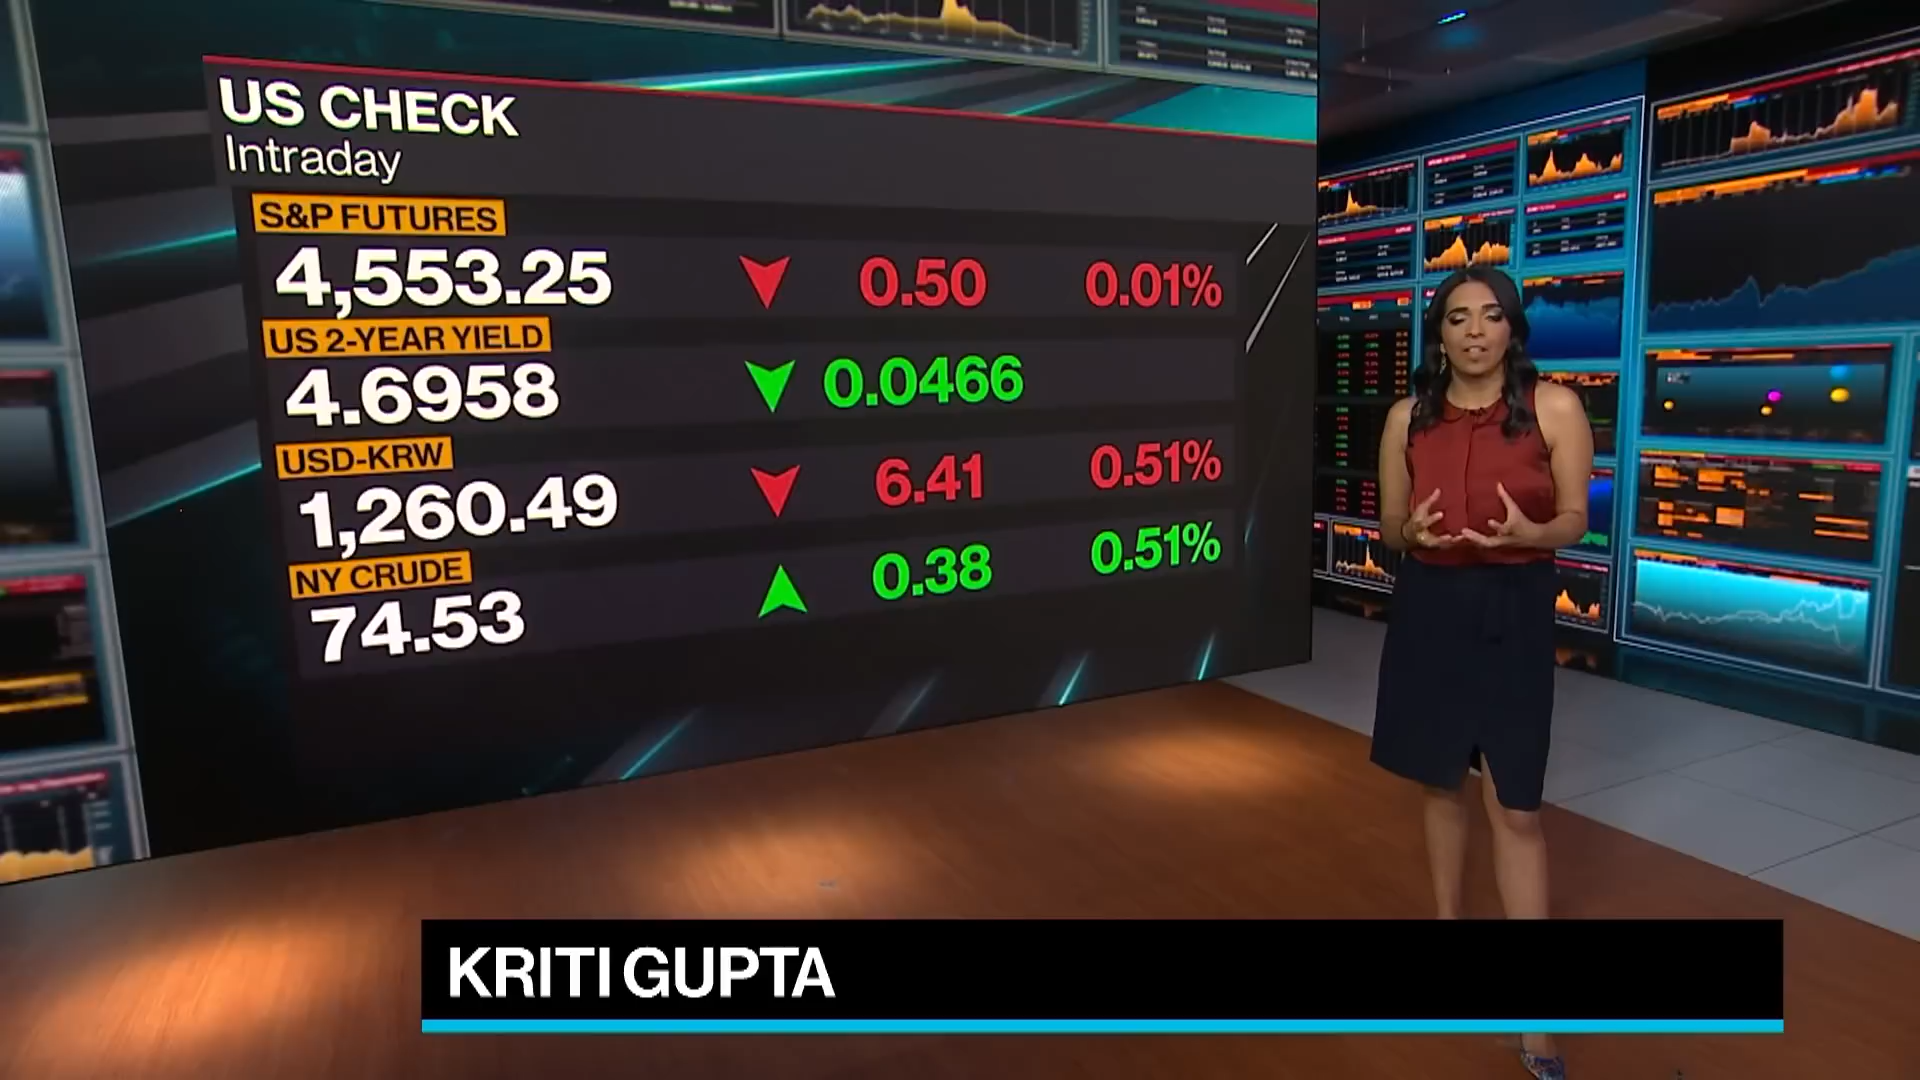 US CHECK
Intraday
S&P FUTURES
4,553.25 0.50 0.01%
US 2-YEAR YIELD
4.6958 0.0466
USD-KRW
1,260.49 6.41 0.51%
NY CRUDE
74.53 0.38 0.51%
KRITI GUPTA